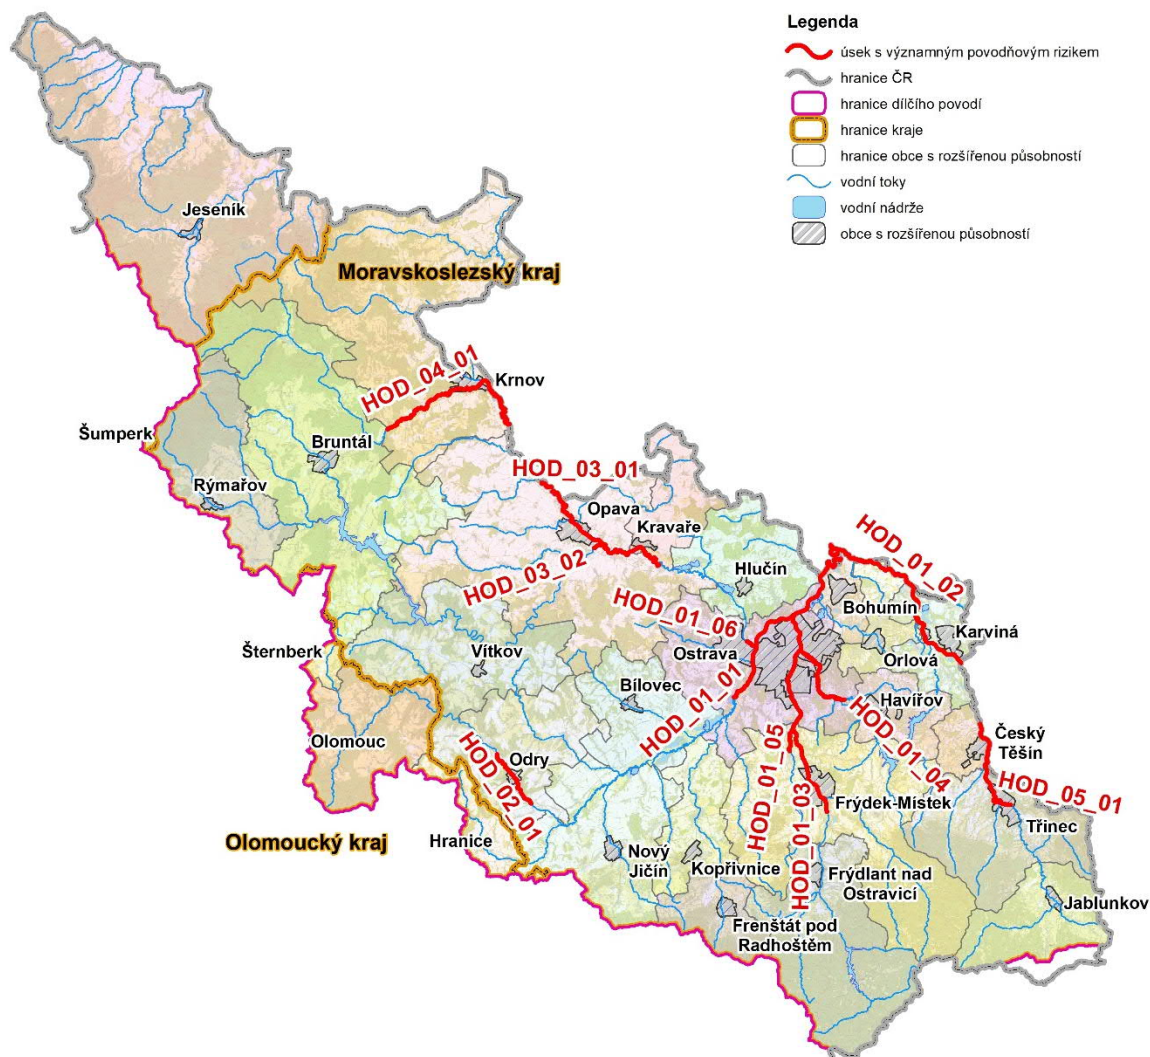 Legenda
úsek s významným povodňovým rizikem
hranice ČR
hranice dílčího povodí
hranice kraje
hranice obce s rozšířenou působností
vodní toky
vodní nádrže
obce s rozšířenou působností
Jeseník
Moravskoslezský kraj
HOD_04_01
Krnov
Šumperk
Bruntál
Rýmařov
HOD_03_01
Opava
Kravaře
HOD_03_02
Hlučín
HOD_01_02
Bohumín
Karviná
HOD_01_06
Ostrava
Orlová
Šternberk
Vítkov
Bílovec
HOD_01_01
Havířov
HOD_01_04
Olomouc
Odry
HOD_02_01
HOD_01_05
HOD_01_03
Český
Těšín
HOD_05_01
Frýdek-Místek
Třinec
Olomoucký kraj
Hranice
Nový
Jičín
Kopřivnice
Frýdlant nad
Ostravicí
Jablunkov
Frenštát pod
Radhoštěm